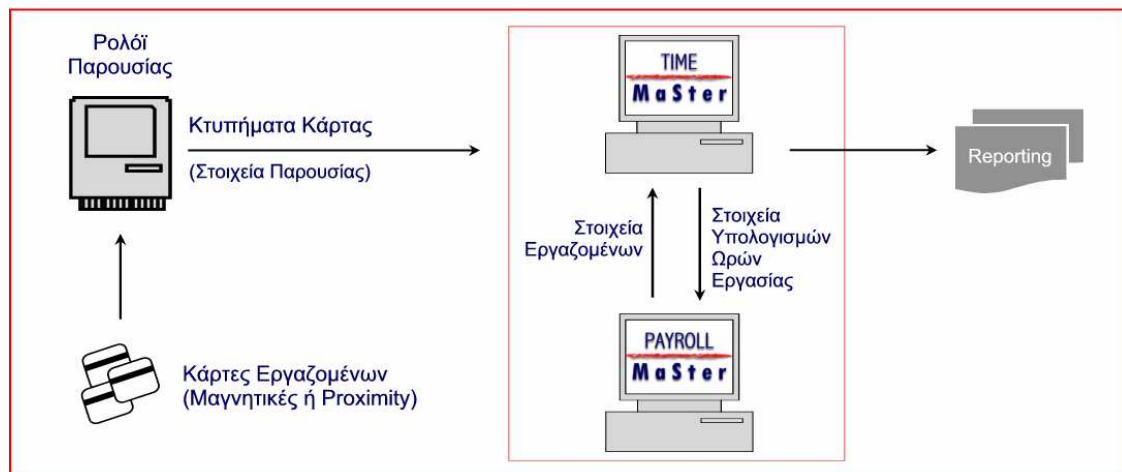 Ρολόϊ
Παρουσίας
Κτυπήματα Κάρτας
(Στοιχεία Παρουσίας)
TIME
MaSter
Reporting
Στοιχεία
Εργαζομένων
Στοιχεία
Υπολογισμών
Ωρών
Εργασίας
Κάρτες Εργαζομένων
(Μαγνητικές ή Proximity)
PAYROLL
MaSter